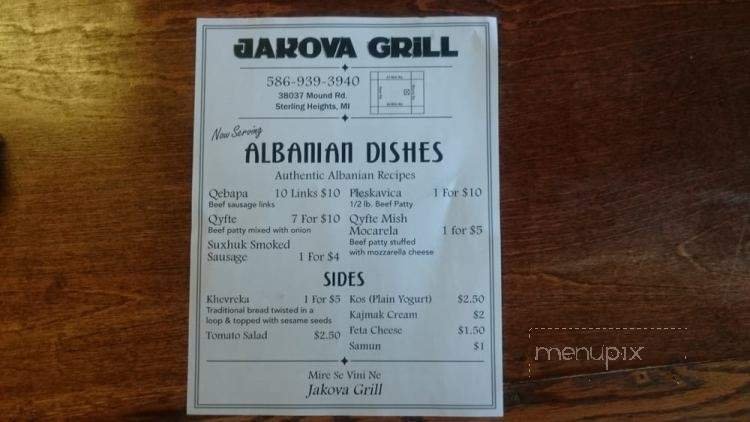 JAKOVA GRILL
586-939-3940
38037 Mound Rd.
Sterling Heights, MI
Now Serving
ALBANIAN DISHES
Authentic Albanian Recipes
Qebapa 10 Links $10
Beef sausage links
Qyfte 7 For $10
Beef patty mixed with onion
Suxhuk Smoked
Sausage 1 For $4
Pleskavica 1 For $10
1/2 lb. Beef Patty
Qyfte Mish
Mocarela 1 for $5
Beef patty stuffed
with mozzarella cheese
SIDES
Khevreka 1 For $5
Traditional bread twisted in a
loop & topped with sesame seeds
Tomato Salad $2.50
Kos (Plain Yogurt) $2.50
Kajmak Cream $2
Feta Cheese $1.50
Samun $1
Mire Se Vini Ne
Jakova Grill
menupix